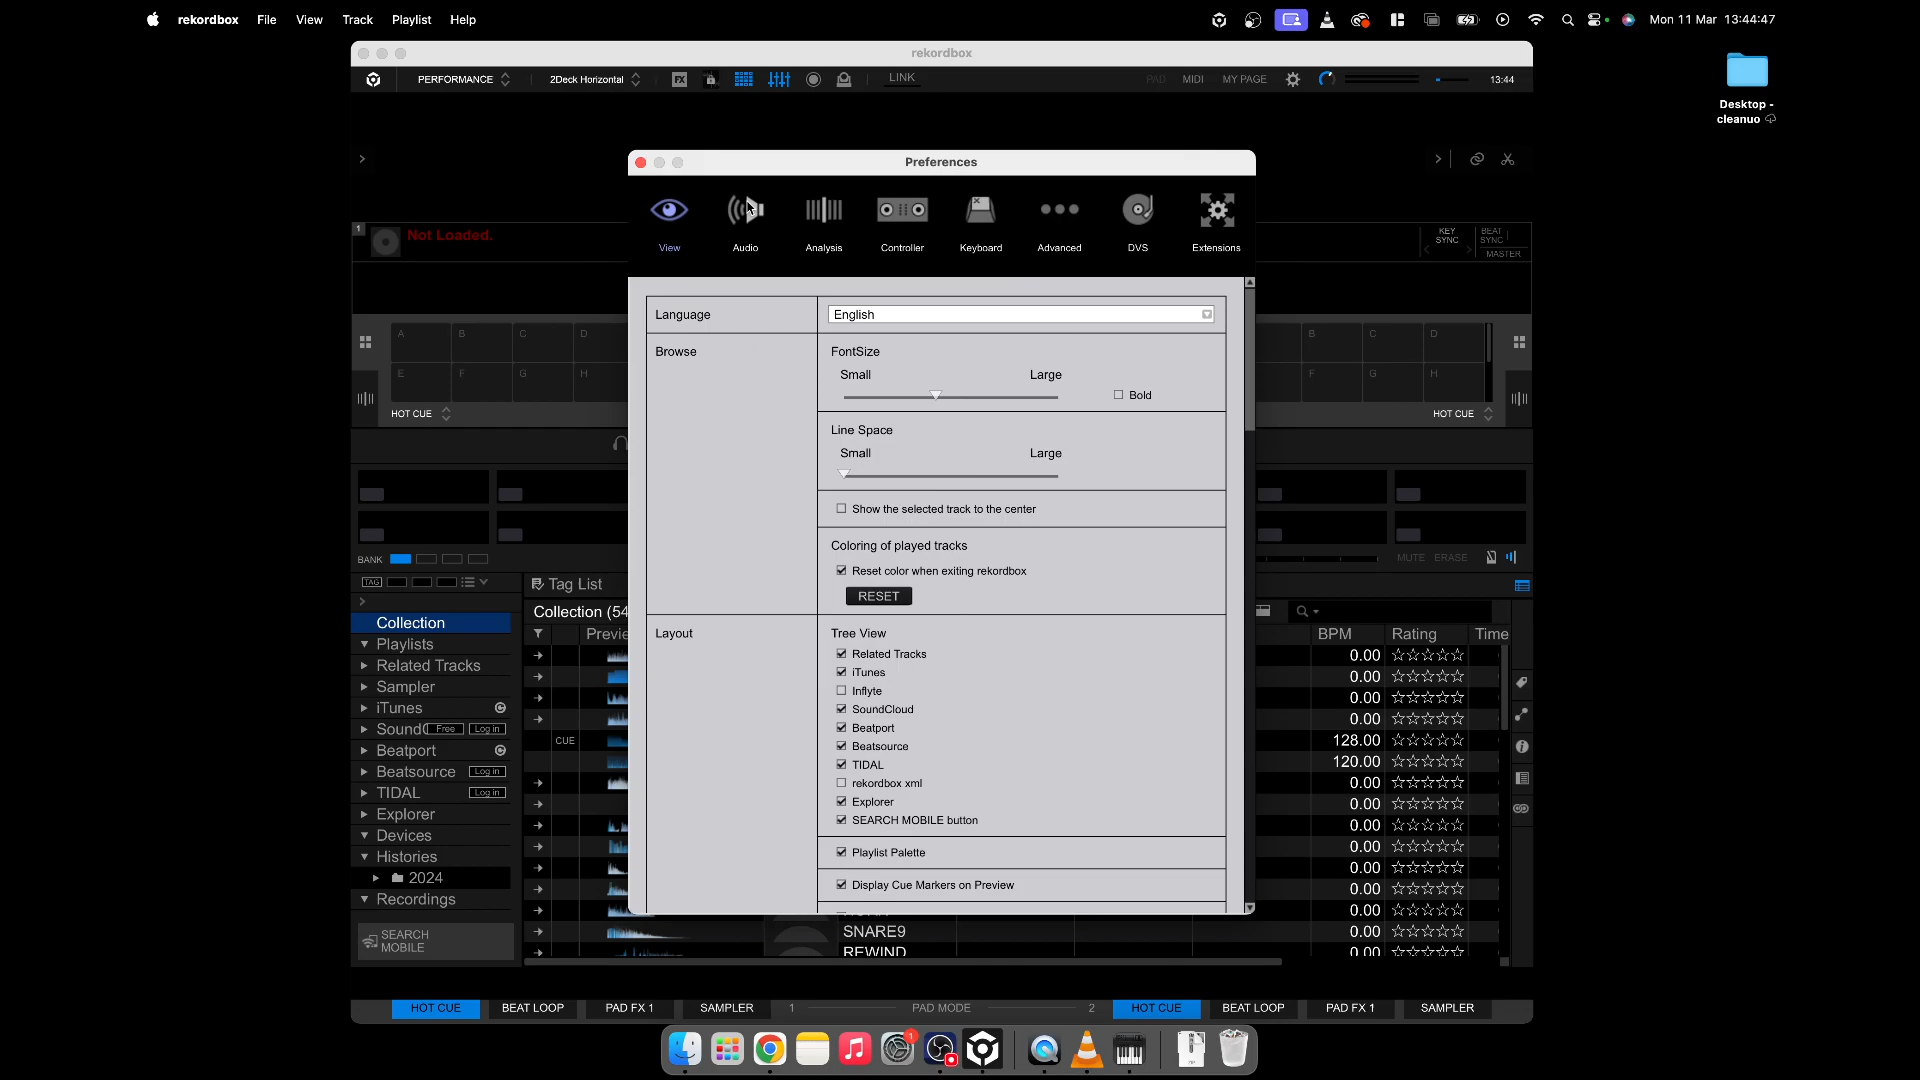 rekordbox File View Track Playlist Help
Mon 11 Mar 13:44:47
rekordbox
PERFORMANCE 2Deck Horizontal FX LINK PAD MIDI MY PAGE 13:44
Desktop -
cleanuo
Preferences
View Audio Analysis Controller Keyboard Advanced DVS Extensions
1 Not Loaded.
KEY
SYNC
BEAT
SYNC
MASTER
Language English
Browse FontSize
Small Large
Bold
Line Space
Small Large
Show the selected track to the center
Coloring of played tracks
Reset color when exiting rekordbox
RESET
Layout Tree View
Related Tracks
iTunes
Inflyte
SoundCloud
Beatport
Beatsource
TIDAL
rekordbox xml
Explorer
SEARCH MOBILE button
Playlist Palette
Display Cue Markers on Preview
A B C D
E F G H
HOT CUE
B C D
F G H
HOT CUE
BANK
MUTE ERASE
TAG
Tag List
Collection (54
Previe
BPM Rating Time
Collection
Playlists
Related Tracks
Sampler
iTunes
SoundC Free Log in
Beatport
Beatsource Log in
TIDAL Log in
Explorer
Devices
Histories
2024
Recordings
SEARCH
MOBILE
CUE
0.00
0.00
0.00
0.00
128.00
120.00
0.00
0.00
0.00
0.00
0.00
0.00
0.00
SNARE9 0.00
REWIND 0.00
HOT CUE BEAT LOOP PAD FX 1 SAMPLER 1 PAD MODE 2 HOT CUE BEAT LOOP PAD FX 1 SAMPLER
1